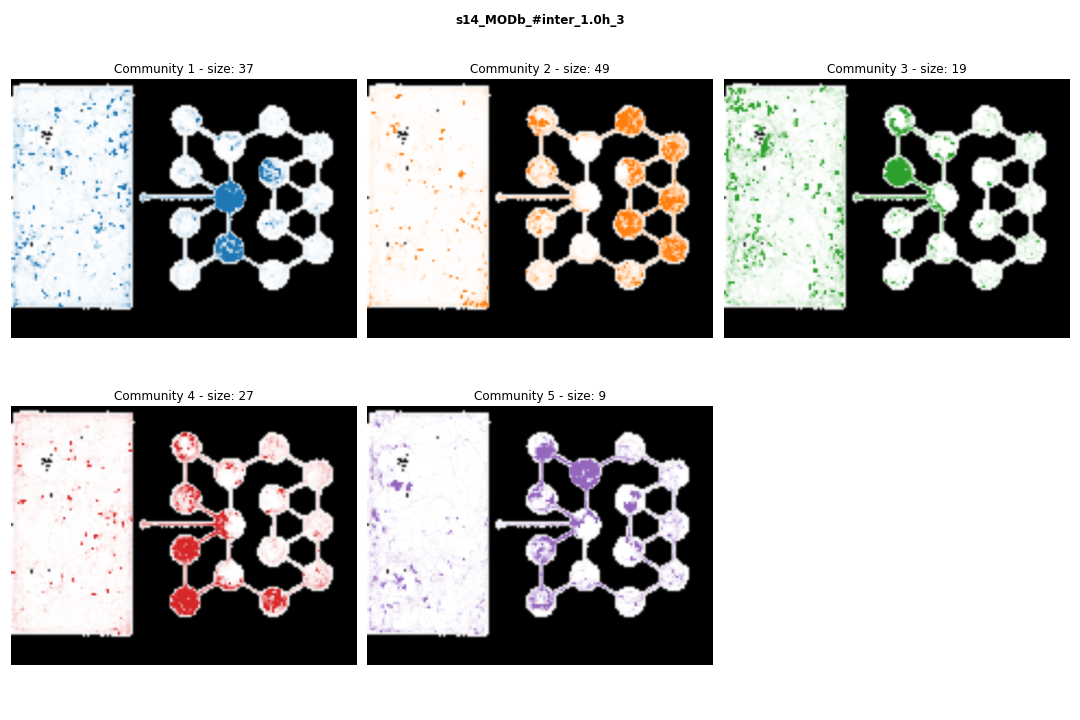 s14_MODb_#inter_1.0h_3
Community 1 - size: 37
Community 2 - size: 49
Community 3 - size: 19
Community 4 - size: 27
Community 5 - size: 9